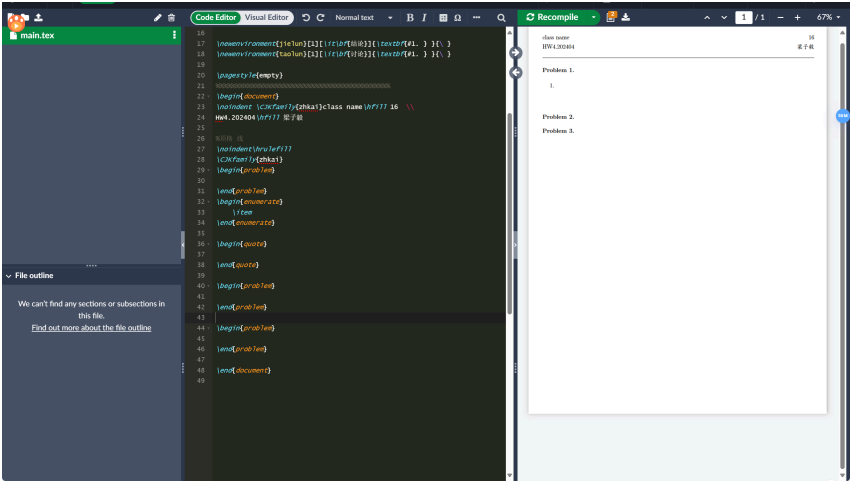 Code Editor Visual Editor Normal text B I Ω Recompile 2 1 / 1 67%
main.tex
16
17 \newenvironment{jielun}[1][\it\bf{结论}]{\textbf{#1. } }{\ }
18 \newenvironment{taolun}[1][\it\bf{讨论}]{\textbf{#1. } }{\ }
19
20 \pagestyle{empty}
21
22 \begin{document}
23 \noindent \CJKfamily{zhkai}class name\hfill 16 \\
24 HW4.202404\hfill 梁子毅
25
26
27 \noindent\hrulefill
28 \CJKfamily{zhkai}
29 \begin{problem}
30
31 \end{problem}
32 \begin{enumerate}
33 \item
34 \end{enumerate}
35
36 \begin{quote}
37
38 \end{quote}
39
40 \begin{problem}
41
42 \end{problem}
43
44 \begin{problem}
45
46 \end{problem}
47
48 \end{document}
49
File outline
We can't find any sections or subsections in
this file.
Find out more about the file outline
class name 16
HW4.202404 梁子毅
Problem 1.
1.
Problem 2.
Problem 3.